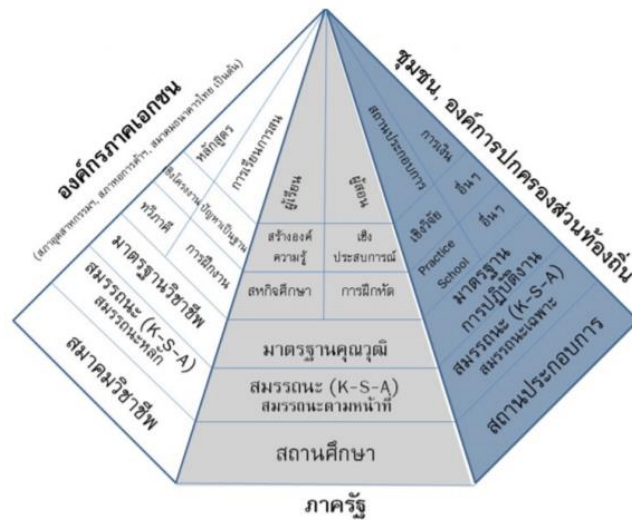 องค์กรภาคเอกชน
(สภาอุตสาหกรรมฯ, สภาหอการค้าฯ, สมาคมธนาคารไทย เป็นต้น)
หลักสูตร
การเรียนการสน
เชิงโครงงาน
ปัญหาเป็นฐาน
ทวิภาคี
การฝึกงาน
มาตรฐานวิชาชีพ
สมรรถนะ (K-S-A)
สมรรถนะหลัก
สมาคมวิชาชีพ
ผู้เรียน
ผู้สอน
สร้างองค์
ความรู้
เชิง
ประสบการณ์
สหกิจศึกษา
การฝึกหัด
มาตรฐานคุณวุฒิ
สมรรถนะ (K-S-A)
สมรรถนะตามหน้าที่
สถานศึกษา
ภาครัฐ
ชุมชน, องค์การปกครองส่วนท้องถิ่น
สถานประกอบการ
การเงิน
อื่นๆ
เชิงวิจัย
อื่นๆ
Practice
School
มาตรฐาน
การปฏิบัติงาน
สมรรถนะ (K-S-A)
สมรรถนะเฉพาะ
สถานประกอบการ